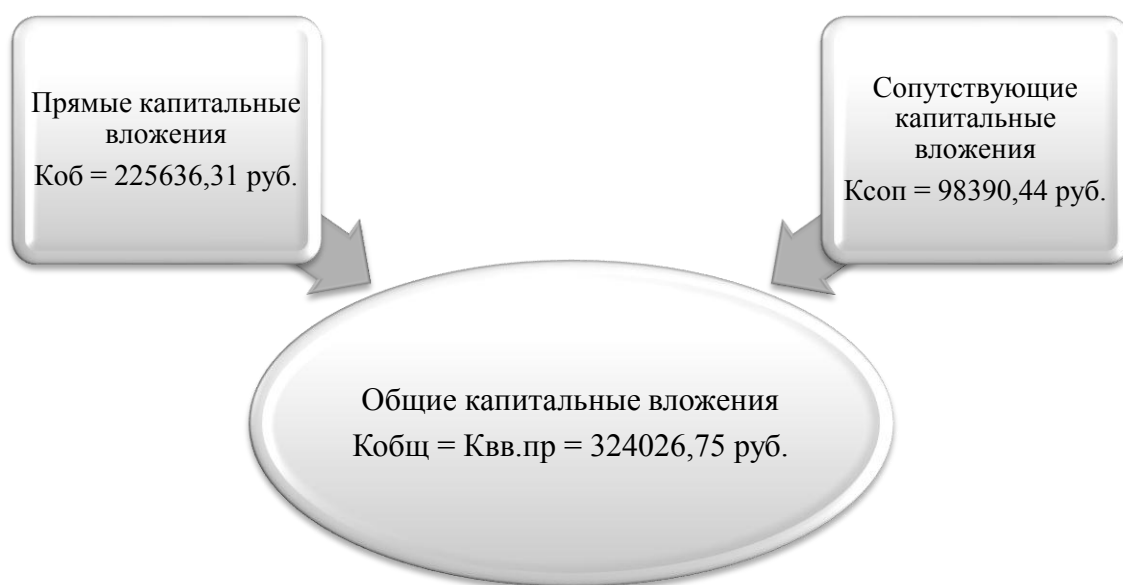 Прямые капитальные
вложения
Коб = 225636,31 руб.
Сопутствующие
капитальные
вложения
Ксоп = 98390,44 руб.
Общие капитальные вложения
Кобщ = Квв.пр = 324026,75 руб.